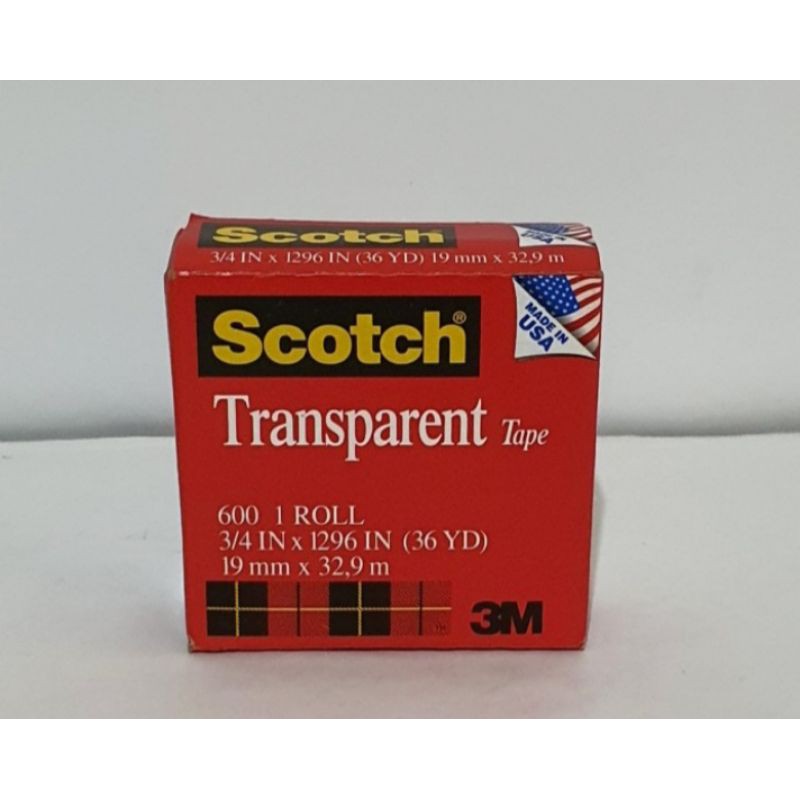 Scotch
3/4 IN x 1296 IN (36 YD) 19 mm x 32,9 m
MADE IN
USA
Scotch®
Transparent Tape
600 1 ROLL
3/4 IN x 1296 IN (36 YD)
19 mm x 32,9 m
3M